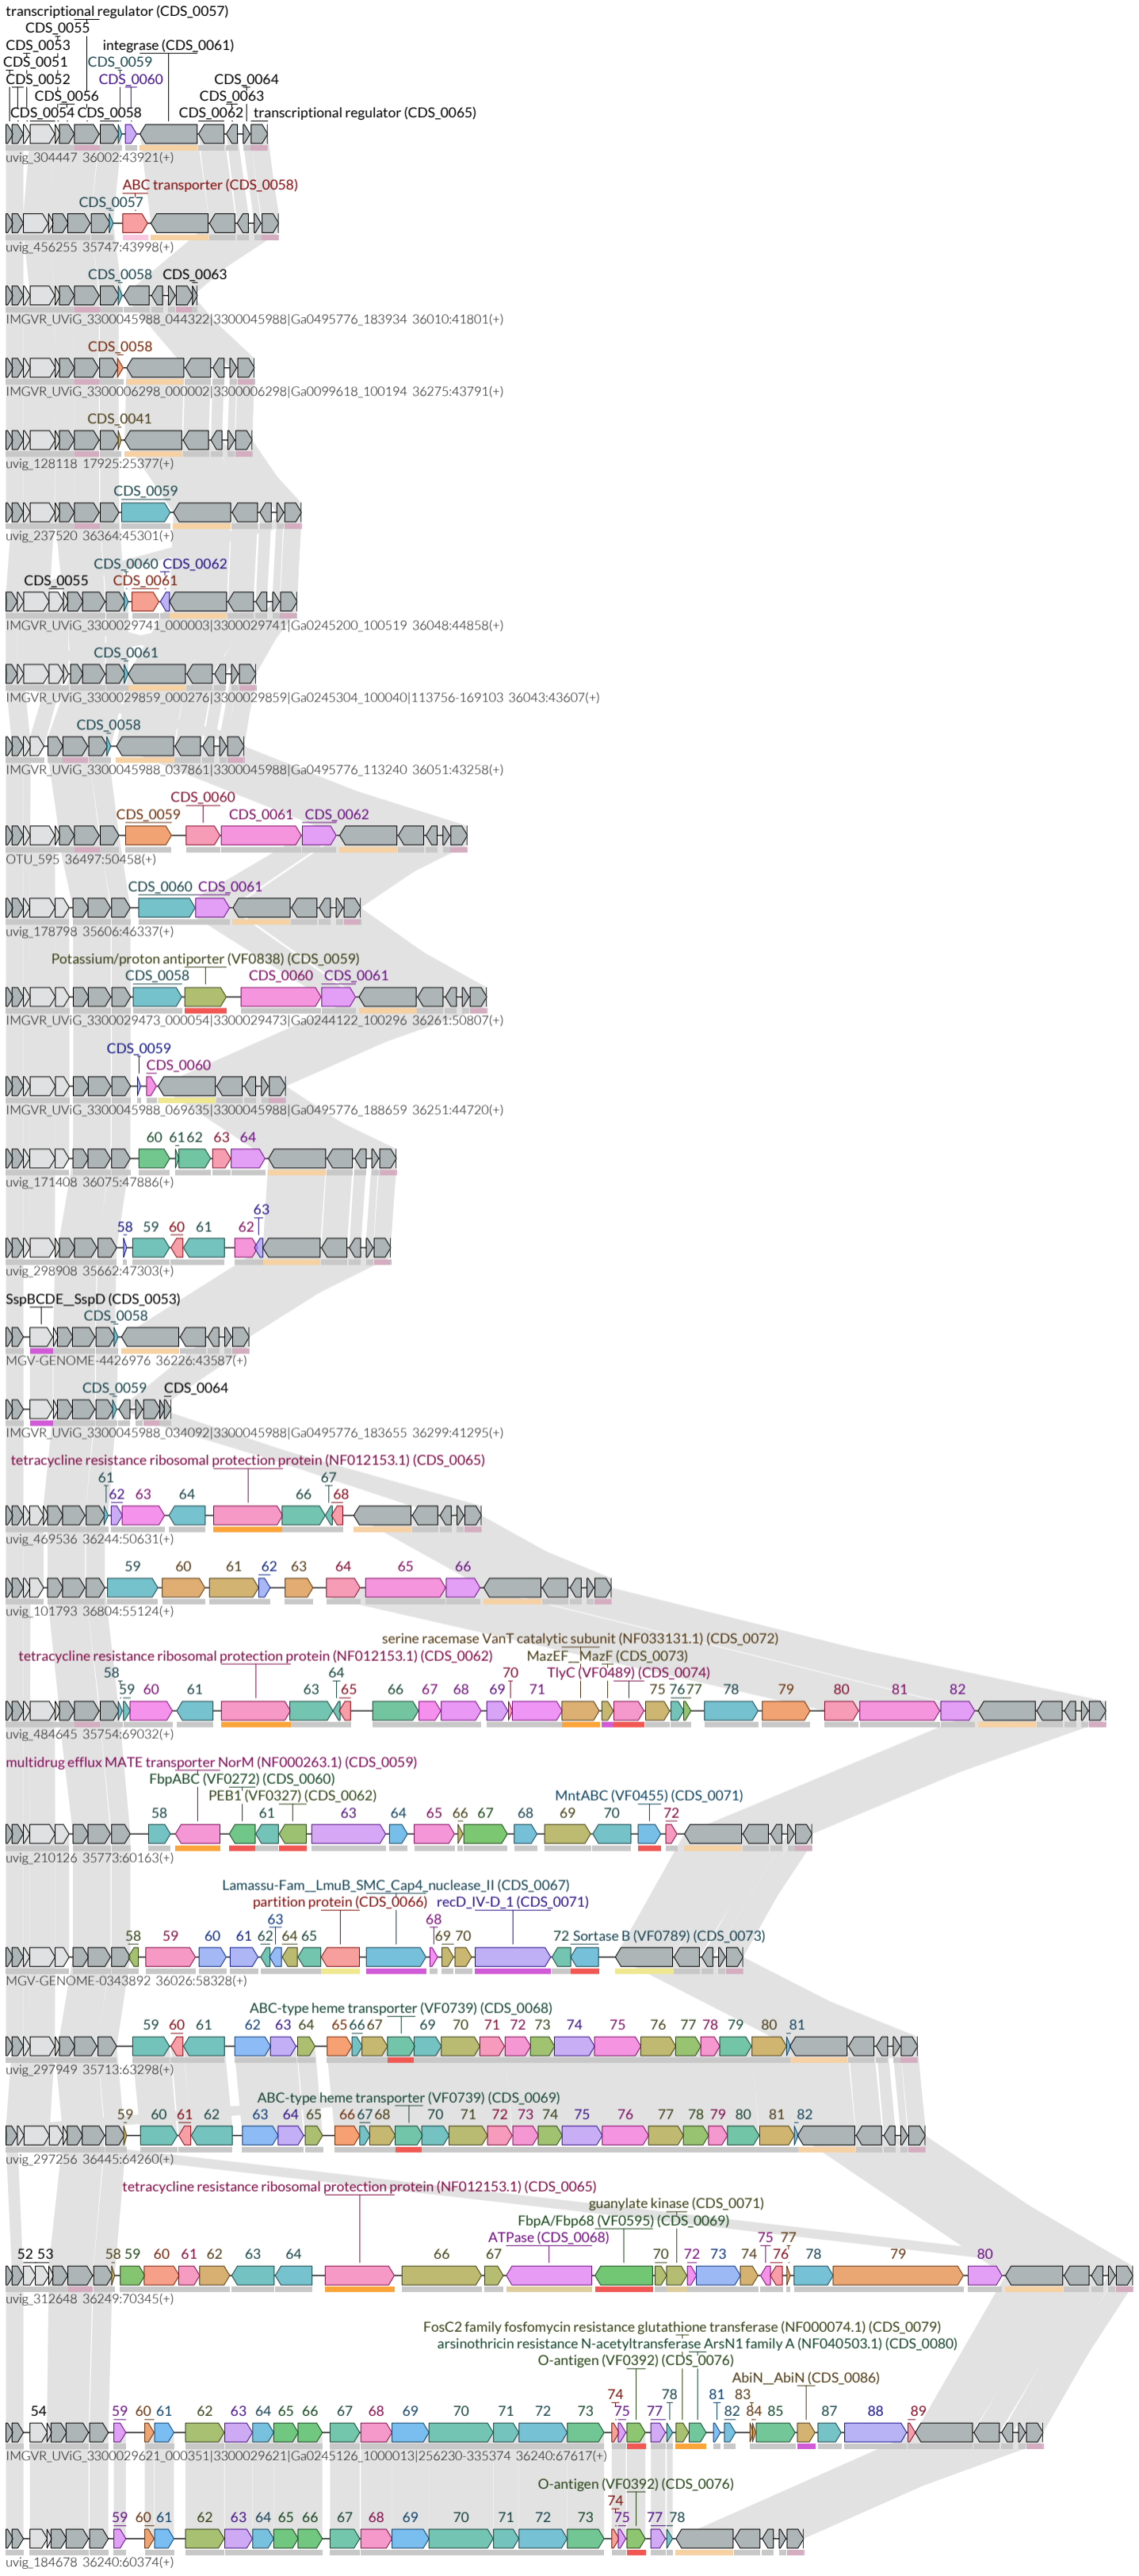 transcriptional regulator (CDS_0057)
CDS_0055
CDS_0053 integrase (CDS_0061)
CDS_0051 CDS_0059
CDS_0052 CDS_0060 CDS_0064
CDS_0056 CDS_0063
CDS_0054 CDS_0058 CDS_0062 transcriptional regulator (CDS_0065)
uvig_304447 36002:43921(+)
ABC transporter (CDS_0058)
CDS_0057
uvig_456255 35747:43998(+)
CDS_0058 CDS_0063
IMGVR_UViG_3300045988_044322|3300045988|Ga0495776_183934 36010:41801(+)
CDS_0058
IMGVR_UViG_3300006298_000002|3300006298|Ga0099618_100194 36275:43791(+)
CDS_0041
uvig_128118 17925:25377(+)
CDS_0059
uvig_237520 36364:45301(+)
CDS_0060 CDS_0062
CDS_0055 CDS_0061
IMGVR_UViG_3300029741_000003|3300029741|Ga0245200_100519 36048:44858(+)
CDS_0061
IMGVR_UViG_3300029859_000276|3300029859|Ga0245304_100040|113756-169103 36043:43607(+)
CDS_0058
IMGVR_UViG_3300045988_037861|3300045988|Ga0495776_113240 36051:43258(+)
CDS_0060
CDS_0059 CDS_0061 CDS_0062
OTU_595 36497:50458(+)
CDS_0060 CDS_0061
uvig_178798 35606:46337(+)
Potassium/proton antiporter (VF0838) (CDS_0059)
CDS_0058 CDS_0060 CDS_0061
IMGVR_UViG_3300029473_000054|3300029473|Ga0244122_100296 36261:50807(+)
CDS_0059
CDS_0060
IMGVR_UViG_3300045988_069635|3300045988|Ga0495776_188659 36251:44720(+)
60 61 62 63 64
uvig_171408 36075:47886(+)
63
58 59 60 61 62
uvig_298908 35662:47303(+)
SspBCDE__SspD (CDS_0053)
CDS_0058
MGV-GENOME-4426976 36226:43587(+)
CDS_0059 CDS_0064
IMGVR_UViG_3300045988_034092|3300045988|Ga0495776_183655 36299:41295(+)
tetracycline resistance ribosomal protection protein (NF012153.1) (CDS_0065)
61 67
62 63 64 66 68
uvig_469536 36244:50631(+)
59 60 61 62 63 64 65 66
uvig_101793 36804:55124(+)
serine racemase VanT catalytic subunit (NF033131.1) (CDS_0072)
tetracycline resistance ribosomal protection protein (NF012153.1) (CDS_0062) MazEF__MazF (CDS_0073)
58 64 70 TlyC (VF0489) (CDS_0074)
59 60 61 63 65 66 67 68 69 71 75 76 77 78 79 80 81 82
uvig_484645 35754:69032(+)
multidrug efflux MATE transporter NorM (NF000263.1) (CDS_0059)
FbpABC (VF0272) (CDS_0060)
PEB1 (VF0327) (CDS_0062) MntABC (VF0455) (CDS_0071)
58 61 63 64 65 66 67 68 69 70 72
uvig_210126 35773:60163(+)
Lamassu-Fam__LmuB_SMC_Cap4_nuclease_II (CDS_0067)
partition protein (CDS_0066) recD_IV-D_1 (CDS_0071)
63 68
58 59 60 61 62 64 65 69 70 72 Sortase B (VF0789) (CDS_0073)
MGV-GENOME-0343892 36026:58328(+)
ABC-type heme transporter (VF0739) (CDS_0068)
59 60 61 62 63 64 65 66 67 69 70 71 72 73 74 75 76 77 78 79 80 81
uvig_297949 35713:63298(+)
ABC-type heme transporter (VF0739) (CDS_0069)
59 60 61 62 63 64 65 66 67 68 70 71 72 73 74 75 76 77 78 79 80 81 82
uvig_297256 36445:64260(+)
tetracycline resistance ribosomal protection protein (NF012153.1) (CDS_0065)
guanylate kinase (CDS_0071)
FbpA/Fbp68 (VF0595) (CDS_0069)
ATPase (CDS_0068) 75 77
52 53 58 59 60 61 62 63 64 66 67 70 72 73 74 76 78 79 80
uvig_312648 36249:70345(+)
FosC2 family fosfomycin resistance glutathione transferase (NF000074.1) (CDS_0079)
arsinothricin resistance N-acetyltransferase ArsN1 family A (NF040503.1) (CDS_0080)
O-antigen (VF0392) (CDS_0076)
AbiN__AbiN (CDS_0086)
74 78 81 83
54 59 60 61 62 63 64 65 66 67 68 69 70 71 72 73 75 77 82 84 85 87 88 89
IMGVR_UViG_3300029621_000351|3300029621|Ga0245126_1000013|256230-335374 36240:67617(+)
O-antigen (VF0392) (CDS_0076)
74
59 60 61 62 63 64 65 66 67 68 69 70 71 72 73 75 77 78
uvig_184678 36240:60374(+)